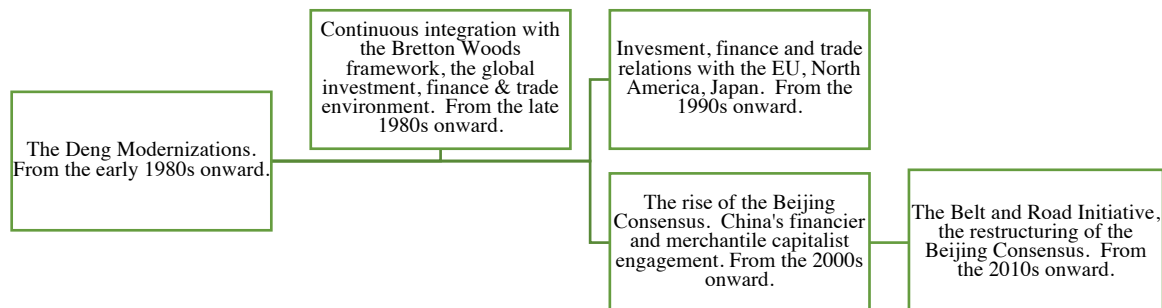 The Deng Modernizations.
From the early 1980s onward.
Continuous integration with
the Bretton Woods
framework, the global
investment, finance & trade
environment.  From the late
1980s onward.
Invesment, finance and trade
relations with the EU, North
America, Japan.  From the
1990s onward.
The rise of the Beijing
Consensus.  China's financier
and merchantile capitalist
engagement. From the 2000s
onward.
The Belt and Road Initiative,
the restructuring of the
Beijing Consensus.  From
the 2010s onward.